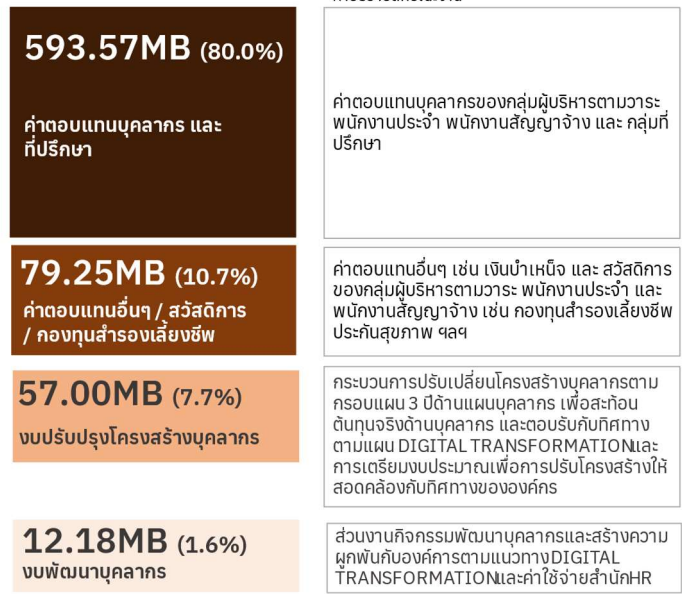 593.57MB (80.0%)
ค่าตอบแทนบุคลากร และ
ที่ปรึกษา
ค่าตอบแทนบุคลากรของกลุ่มผู้บริหารตามวาระ
พนักงานประจำ พนักงานสัญญาจ้าง และ กลุ่มที่
ปรึกษา
79.25MB (10.7%)
ค่าตอบแทนอื่นๆ / สวัสดิการ
/ กองทุนสำรองเลี้ยงชีพ
ค่าตอบแทนอื่นๆ เช่น เงินบำเหน็จ และ สวัสดิการ
ของกลุ่มผู้บริหารตามวาระ พนักงานประจำ และ
พนักงานสัญญาจ้าง เช่น กองทุนสำรองเลี้ยงชีพ
ประกันสุขภาพ ฯลฯ
57.00MB (7.7%)
งบปรับปรุงโครงสร้างบุคลากร
กระบวนการปรับเปลี่ยนโครงสร้างบุคลากรตาม
กรอบแผน 3 ปีด้านแผนบุคลากร เพื่อสะท้อน
ต้นทุนจริงด้านบุคลากร และตอบรับกับทิศทาง
ตามแผน DIGITAL TRANSFORMATIONและ
การเตรียมงบประมาณเพื่อการปรับโครงสร้างให้
สอดคล้องกับทิศทางขององค์กร
12.18MB (1.6%)
งบพัฒนาบุคลากร
ส่วนงานกิจกรรมพัฒนาบุคลากรและสร้างความ
ผูกพันกับองค์การตามแนวทางDIGITAL
TRANSFORMATIONและค่าใช้จ่ายสำนักHR